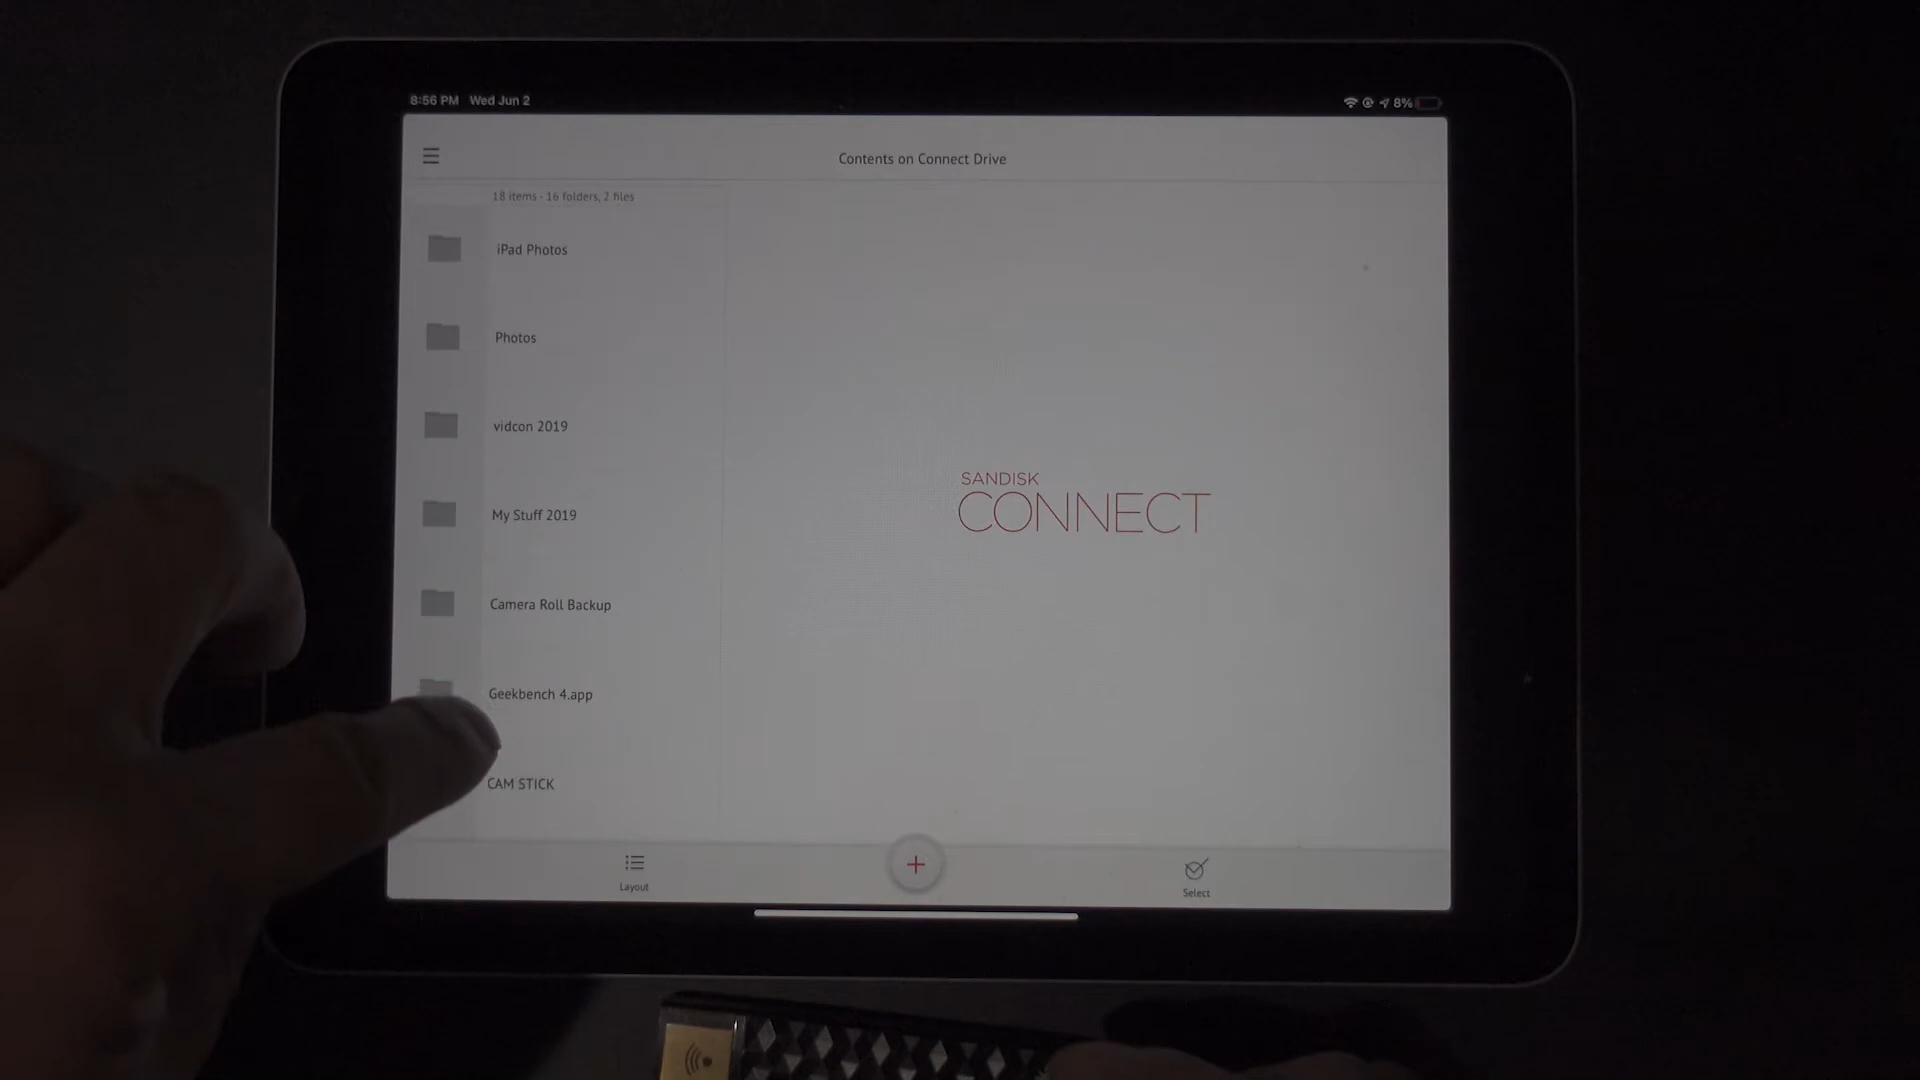 8:56 PM Wed Jun 2
8%
Contents on Connect Drive
18 items - 16 folders, 2 files
iPad Photos
Photos
vidcon 2019
My Stuff 2019
Camera Roll Backup
Geekbench 4.app
CAM STICK
SANDISK
CONNECT
Layout
Select